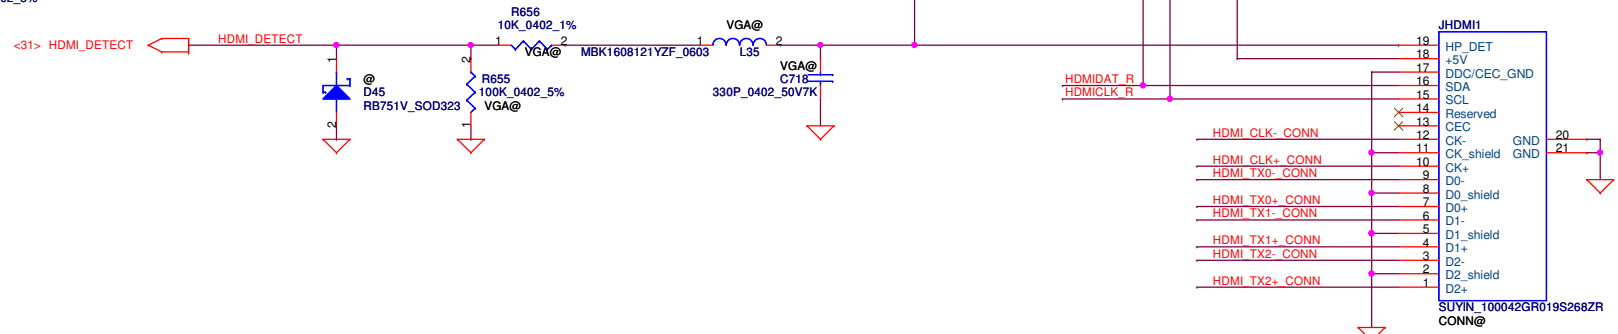 R656
10K_0402_1%
<31> HDMI_DETECT
HDMI_DETECT
1
2
VGA@
MBK1608121YZF_0603
VGA@
1
2
L35
1
@
D45
RB751V_SOD323
2
2
R655
100K_0402_5%
VGA@
1
VGA@
C718
330P_0402_50V7K
HDMIDAT_R
HDMICLK_R
HDMI_CLK-_CONN
HDMI_CLK+_CONN
HDMI_TX0-_CONN
HDMI_TX0+_CONN
HDMI_TX1-_CONN
HDMI_TX1+_CONN
HDMI_TX2-_CONN
HDMI_TX2+_CONN
JHDMI1
19 HP_DET
18 +5V
17 DDC/CEC_GND
16 SDA
15 SCL
14 Reserved
13 CEC
12 CK-
11 CK_shield
10 CK+
9 D0-
8 D0_shield
7 D0+
6 D1-
5 D1_shield
4 D1+
3 D2-
2 D2_shield
1 D2+
GND 20
GND 21
SUYIN_100042GR019S268ZR
CONN@